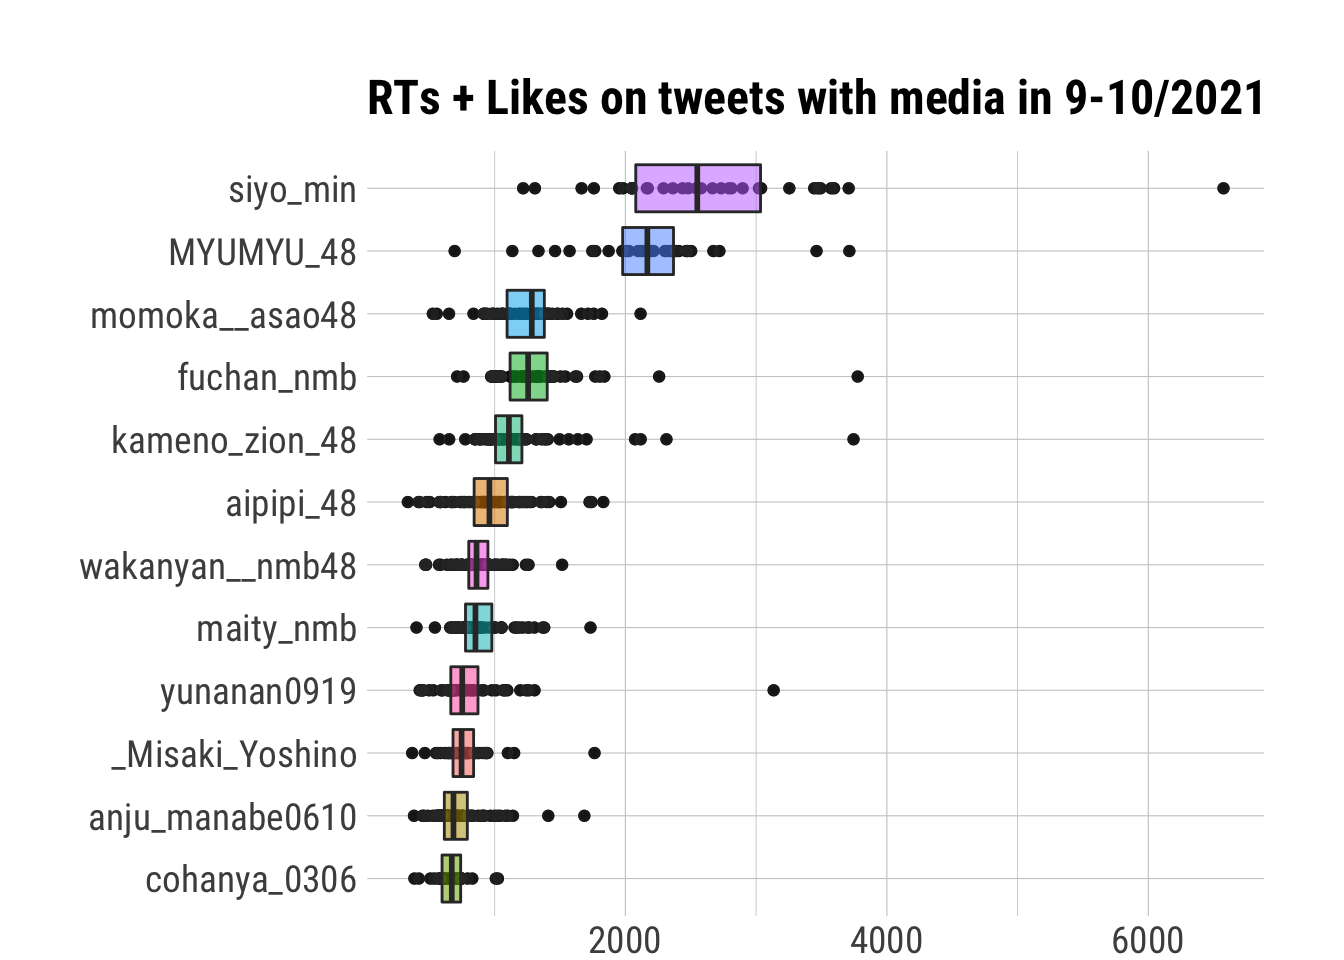 RTs + Likes on tweets with media in 9-10/2021
siyo_min
MYUMYU_48
momoka__asao48
fuchan_nmb
kameno_zion_48
aipipi_48
wakanyan__nmb48
maity_nmb
yunanan0919
_Misaki_Yoshino
anju_manabe0610
cohanya_0306
2000 4000 6000